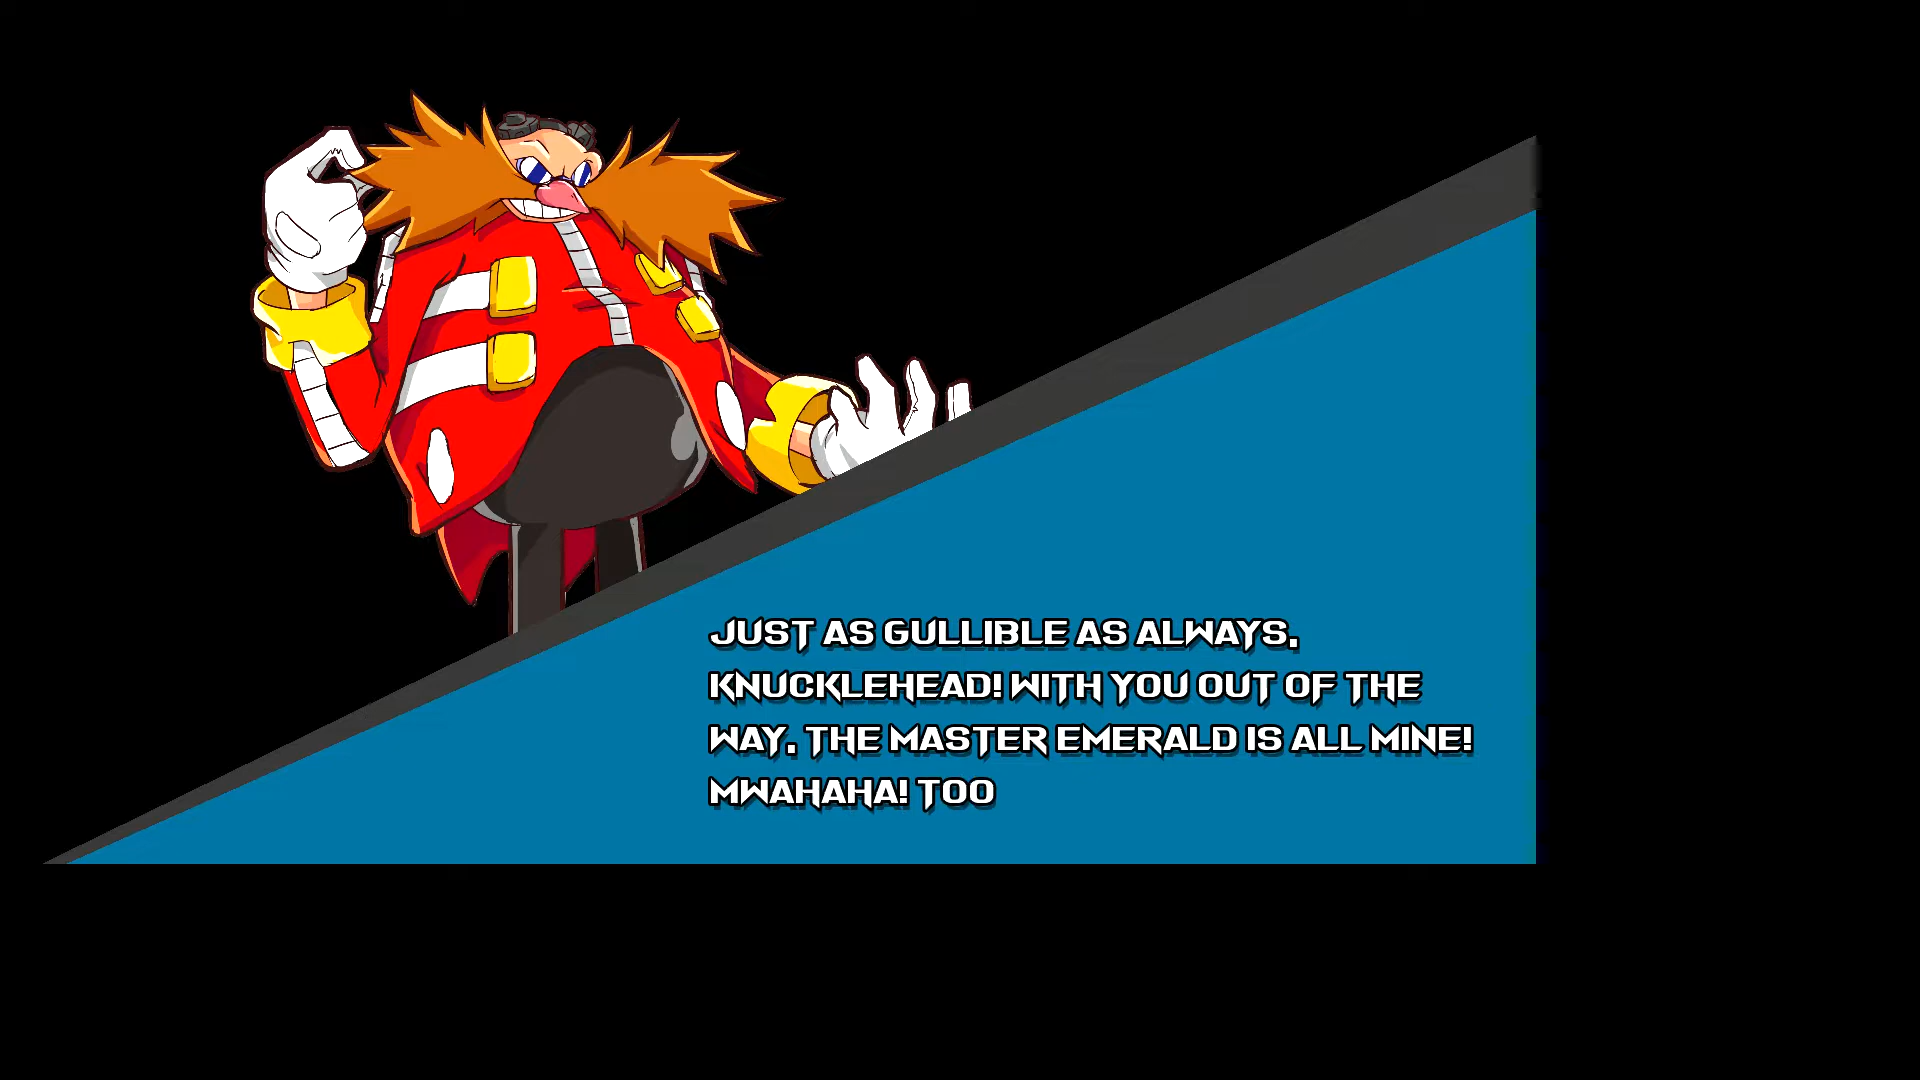 JUST AS GULLIBLE AS ALWAYS.
KNUCKLEHEAD! WITH YOU OUT OF THE
WAY. THE MASTER EMERALD IS ALL MINE!
MWAHAHA! TOO